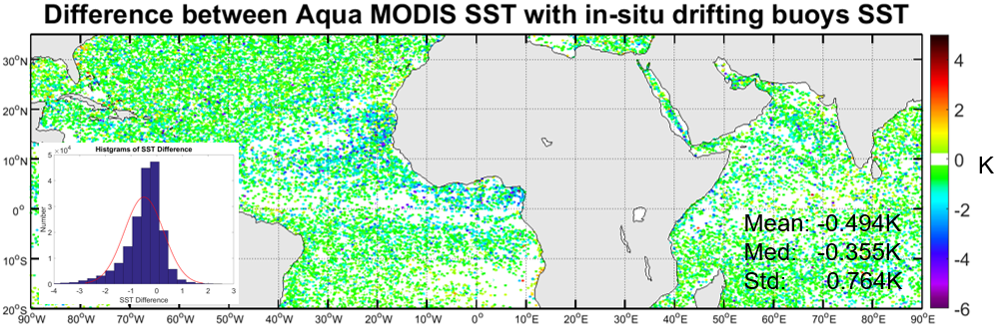 Difference between Aqua MODIS SST with in-situ drifting buoys SST
30°N
20°N
10°N
0°
10°S
20°S
90°W 80°W 70°W 60°W 50°W 40°W 30°W 20°W 10°W 0° 10°E 20°E 30°E 40°E 50°E 60°E 70°E 80°E 90°E
×10⁴
Histgrams of SST Difference
5
4
3
2
1
0
Number
-4 -3 -2 -1 0 1 2 3
SST Difference
Mean: -0.494K
Med: -0.355K
Std: 0.764K
4
2
0
-2
-4
-6
K